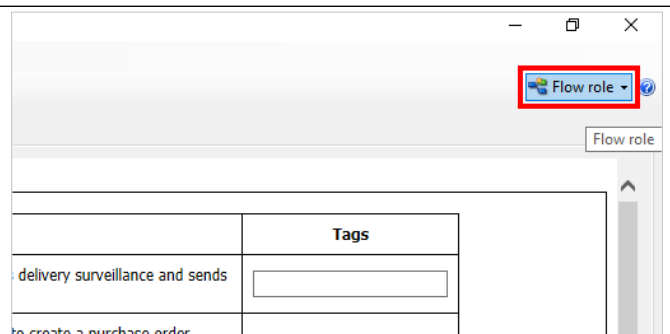 Flow role
Flow role
Tags
delivery surveillance and sends
to create a purchase order